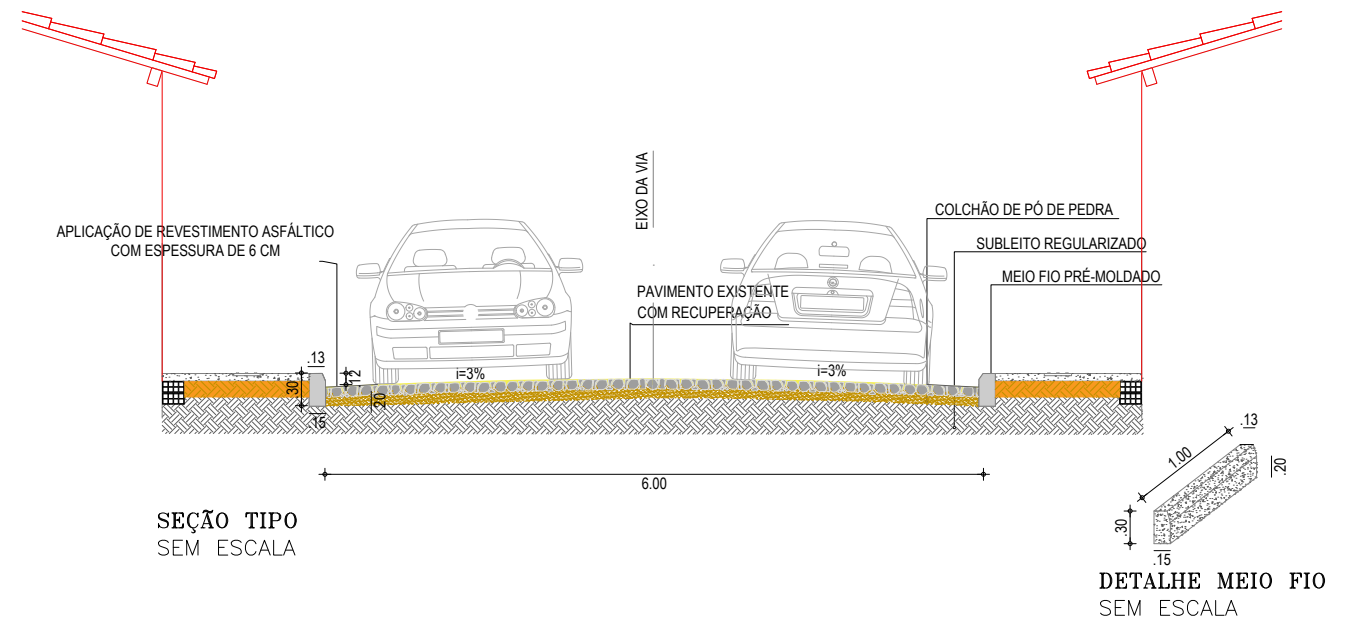 EIXO DA VIA
APLICAÇÃO DE REVESTIMENTO ASFÁLTICO
COM ESPESSURA DE 6 CM
COLCHÃO DE PÓ DE PEDRA
SUBLEITO REGULARIZADO
MEIO FIO PRÉ-MOLDADO
PAVIMENTO EXISTENTE
COM RECUPERAÇÃO
.13
12
i=3%
i=3%
.30
.20
.15
6.00
.13
1.00
.20
.30
.15
SEÇÃO TIPO
SEM ESCALA
DETALHE MEIO FIO
SEM ESCALA